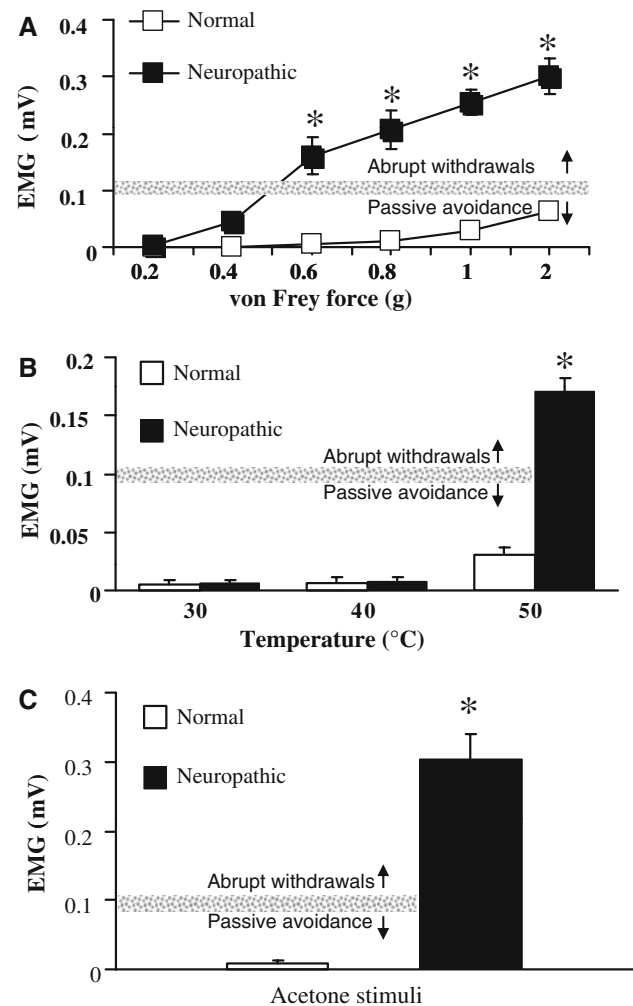 A
Normal
Neuropathic
EMG (mV)
0.4
0.3
0.2
0.1
0
* * * *
Abrupt withdrawals
Passive avoidance
0.2 0.4 0.6 0.8 1 2
von Frey force (g)
B
Normal
Neuropathic
EMG (mV)
0.2
0.15
0.1
0.05
0
*
Abrupt withdrawals
Passive avoidance
30 40 50
Temperature (°C)
C
Normal
Neuropathic
EMG (mV)
0.4
0.3
0.2
0.1
0
*
Abrupt withdrawals
Passive avoidance
Acetone stimuli